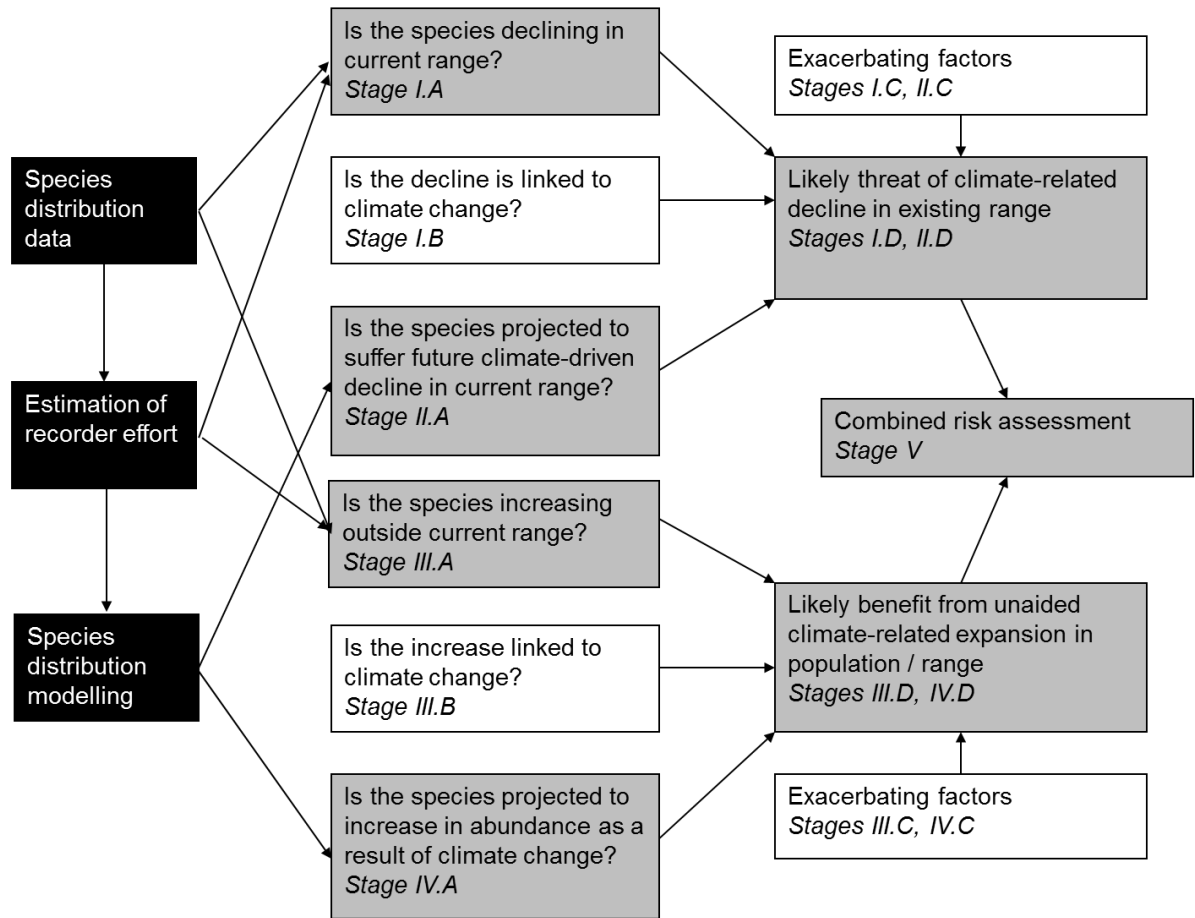 Species
distribution
data
Estimation of
recorder effort
Species
distribution
modelling
Is the species declining in
current range?
Stage I.A
Is the decline is linked to
climate change?
Stage I.B
Is the species projected to
suffer future climate-driven
decline in current range?
Stage II.A
Is the species increasing
outside current range?
Stage III.A
Is the increase linked to
climate change?
Stage III.B
Is the species projected to
increase in abundance as a
result of climate change?
Stage IV.A
Exacerbating factors
Stages I.C, II.C
Likely threat of climate-related
decline in existing range
Stages I.D, II.D
Combined risk assessment
Stage V
Likely benefit from unaided
climate-related expansion in
population / range
Stages III.D, IV.D
Exacerbating factors
Stages III.C, IV.C